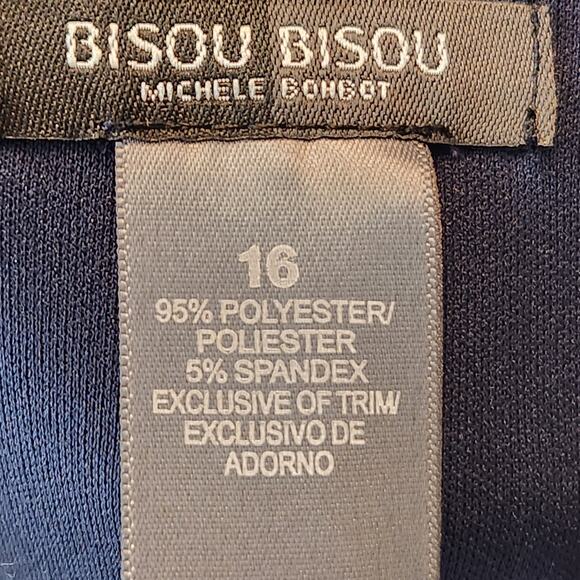 BISOU BISOU
MICHELE BOHBOT
16
95% POLYESTER/
POLIESTER
5% SPANDEX
EXCLUSIVE OF TRIM/
EXCLUSIVO DE
ADORNO